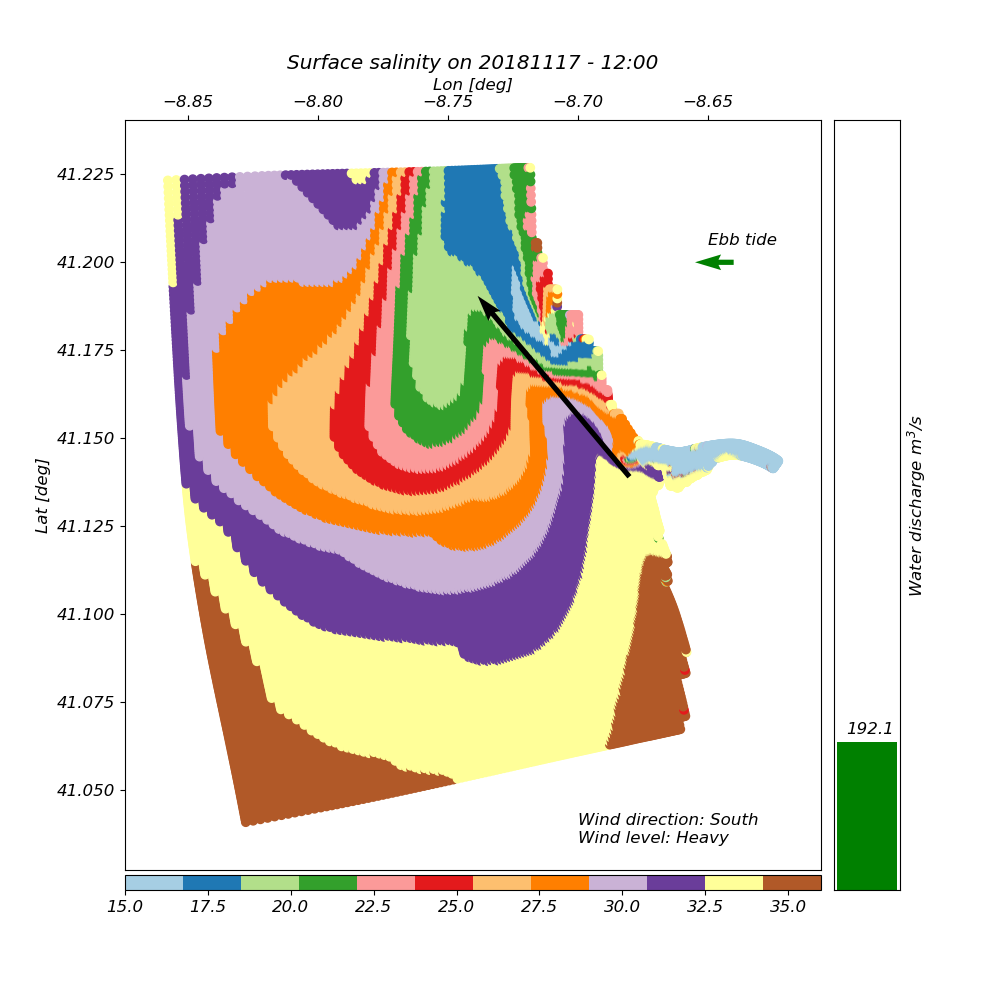 Surface salinity on 20181117 - 12:00
Lon [deg]
−8.85 −8.80 −8.75 −8.70 −8.65
41.225
41.200
41.175
41.150
41.125
41.100
41.075
41.050
Lat [deg]
Ebb tide
Wind direction: South
Wind level: Heavy
15.0 17.5 20.0 22.5 25.0 27.5 30.0 32.5 35.0
192.1
Water discharge m³/s